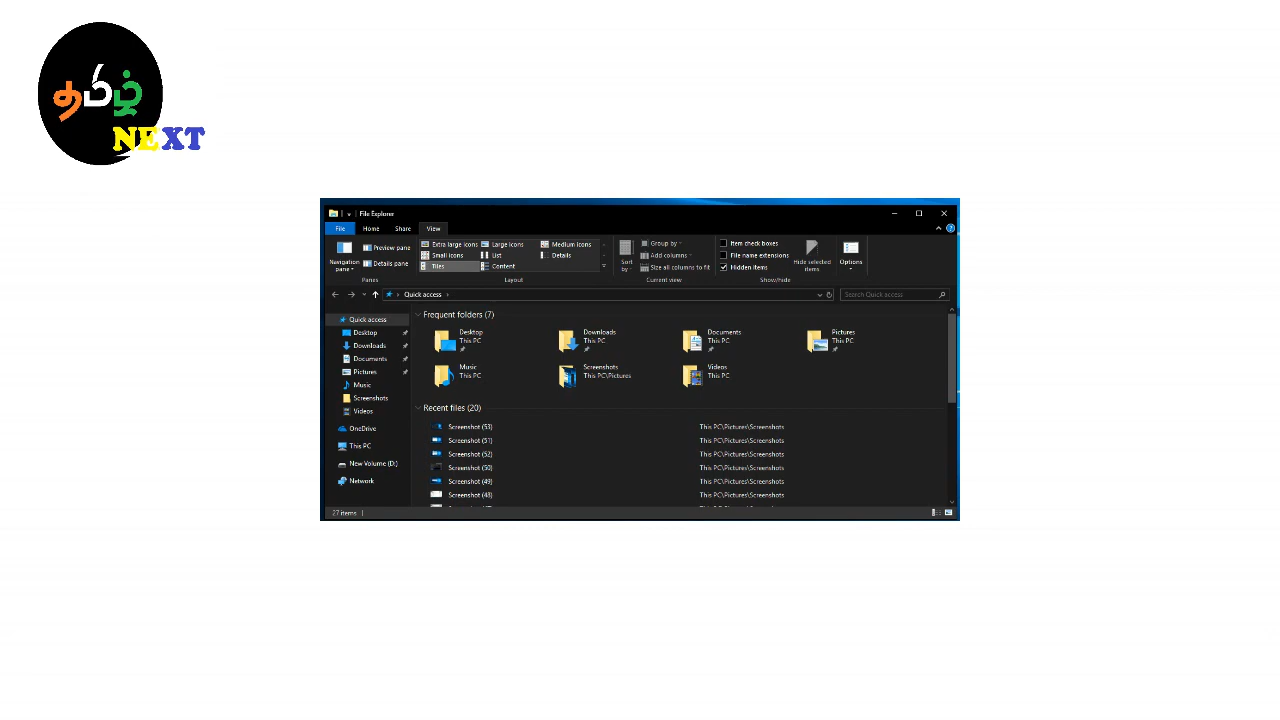 தமிழ்
NEXT
File Explorer
File Home Share View
Navigation pane
Preview pane
Details pane
Panes
Extra large icons Large icons Medium icons
Small icons List Details
Tiles Content
Layout
Sort by
Group by
Add columns
Size all columns to fit
Current view
Item check boxes
File name extensions
Hidden items
Hide selected items
Show/hide
Options
Quick access
Search Quick access
Quick access
Desktop
Downloads
Documents
Pictures
Music
Screenshots
Videos
OneDrive
This PC
New Volume (D:)
Network
Frequent folders (7)
Desktop
This PC
Downloads
This PC
Documents
This PC
Pictures
This PC
Music
This PC
Screenshots
This PC\Pictures
Videos
This PC
Recent files (20)
Screenshot (53) This PC\Pictures\Screenshots
Screenshot (51) This PC\Pictures\Screenshots
Screenshot (52) This PC\Pictures\Screenshots
Screenshot (50) This PC\Pictures\Screenshots
Screenshot (49) This PC\Pictures\Screenshots
Screenshot (48) This PC\Pictures\Screenshots
27 items